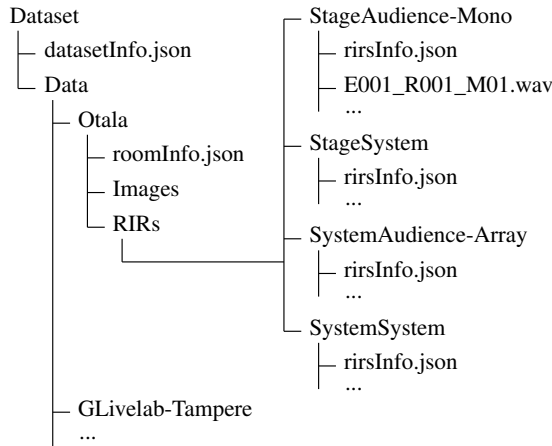 Dataset
datasetInfo.json
Data
Otala
roomInfo.json
Images
RIRs
GLivelab-Tampere
...
StageAudience-Mono
rirsInfo.json
E001_R001_M01.wav
...
StageSystem
rirsInfo.json
...
SystemAudience-Array
rirsInfo.json
...
SystemSystem
rirsInfo.json
...